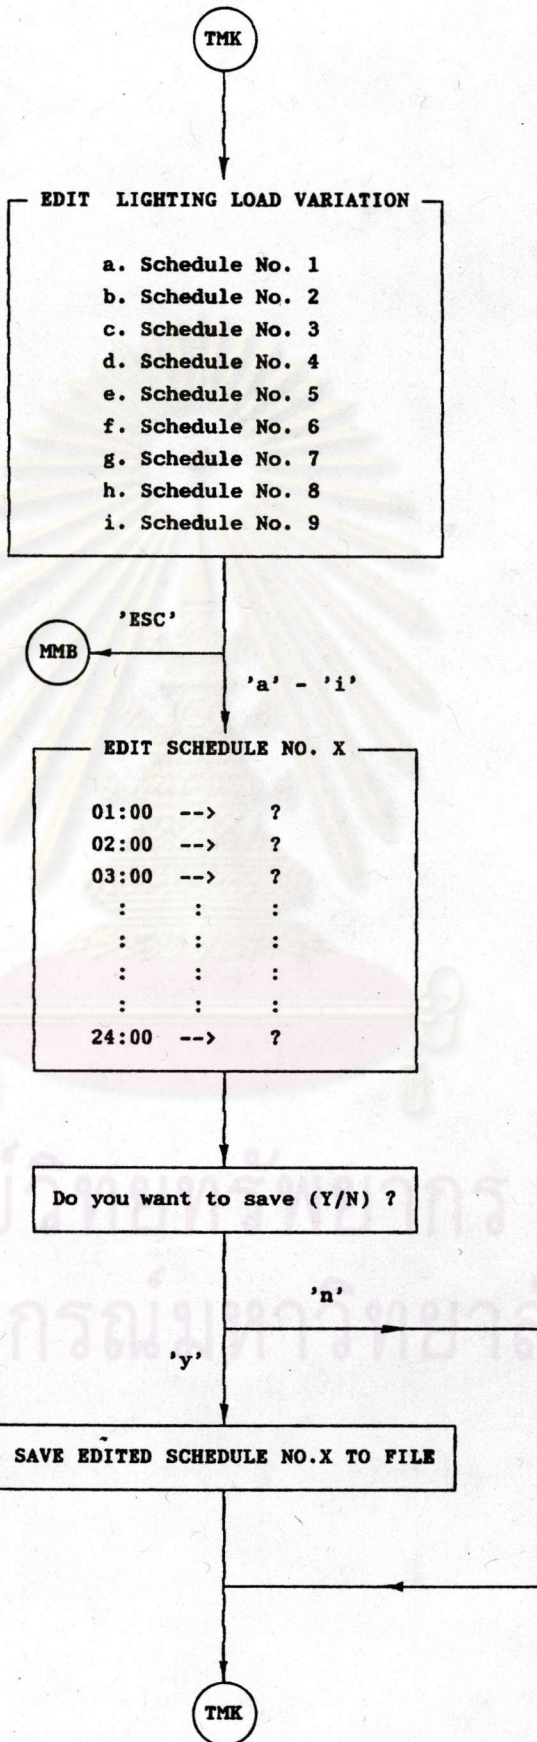 TMK
EDIT LIGHTING LOAD VARIATION
a. Schedule No. 1
b. Schedule No. 2
c. Schedule No. 3
d. Schedule No. 4
e. Schedule No. 5
f. Schedule No. 6
g. Schedule No. 7
h. Schedule No. 8
i. Schedule No. 9
'ESC'
MMB
'a' - 'i'
EDIT SCHEDULE NO. X
01:00 --> ?
02:00 --> ?
03:00 --> ?
: : :
: : :
: : :
: : :
24:00 --> ?
Do you want to save (Y/N) ?
'n'
'y'
SAVE EDITED SCHEDULE NO.X TO FILE
TMK